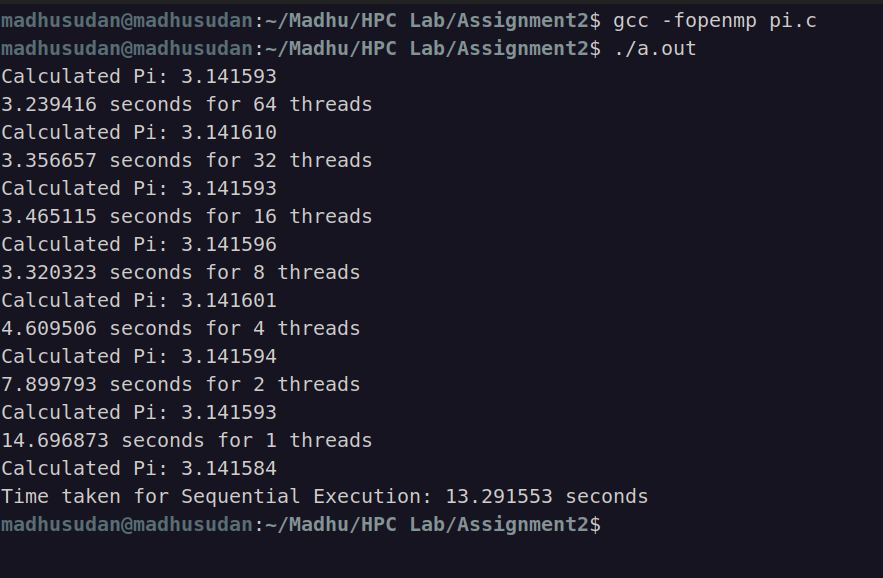 madhusudan@madhusudan:~/Madhu/HPC Lab/Assignment2$ gcc -fopenmp pi.c
madhusudan@madhusudan:~/Madhu/HPC Lab/Assignment2$ ./a.out
Calculated Pi: 3.141593
3.239416 seconds for 64 threads
Calculated Pi: 3.141610
3.356657 seconds for 32 threads
Calculated Pi: 3.141593
3.465115 seconds for 16 threads
Calculated Pi: 3.141596
3.320323 seconds for 8 threads
Calculated Pi: 3.141601
4.609506 seconds for 4 threads
Calculated Pi: 3.141594
7.899793 seconds for 2 threads
Calculated Pi: 3.141593
14.696873 seconds for 1 threads
Calculated Pi: 3.141584
Time taken for Sequential Execution: 13.291553 seconds
madhusudan@madhusudan:~/Madhu/HPC Lab/Assignment2$